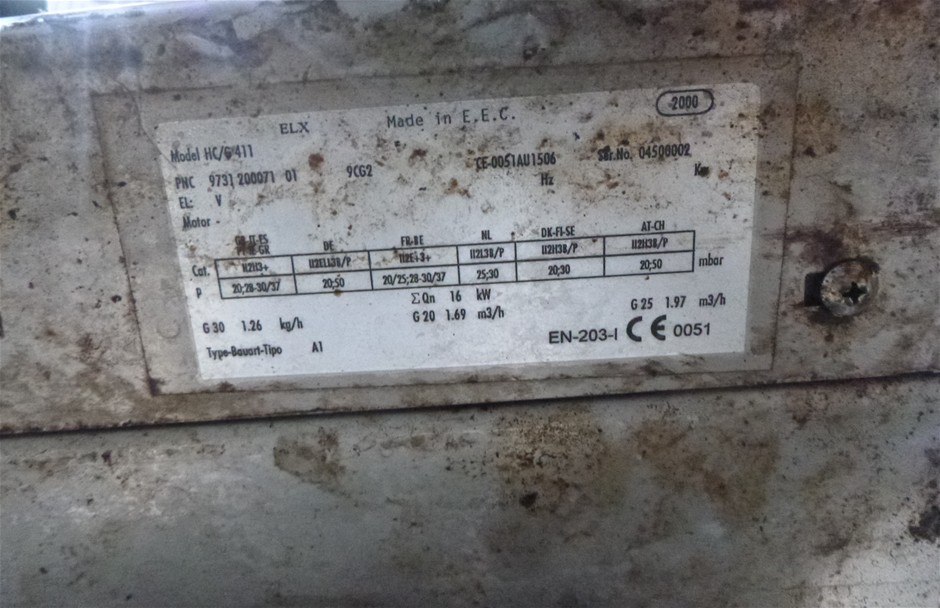 2000
ELX Made in E.E.C.
Model HC/G 411
CE-0051AU1506 Ser.No. 04500002
PNC 9731 200071 01 9CG2 Hz
EL: V
Motor -
DE FR-BE NL DK-FI-SE AT-CH
Cat. II2H3+ II2ELL3B/P II2E+3+ II2L3B/P II2H3B/P II2H3B/P
P 20;28-30/37 20;50 20/25;28-30/37 25;30 20;30 20;50 mbar
ΣQn 16 kW
G 30 1.26 kg/h G 20 1.69 m3/h G 25 1.97 m3/h
Type-Bauart-Tipo A1 EN-203-I CE 0051